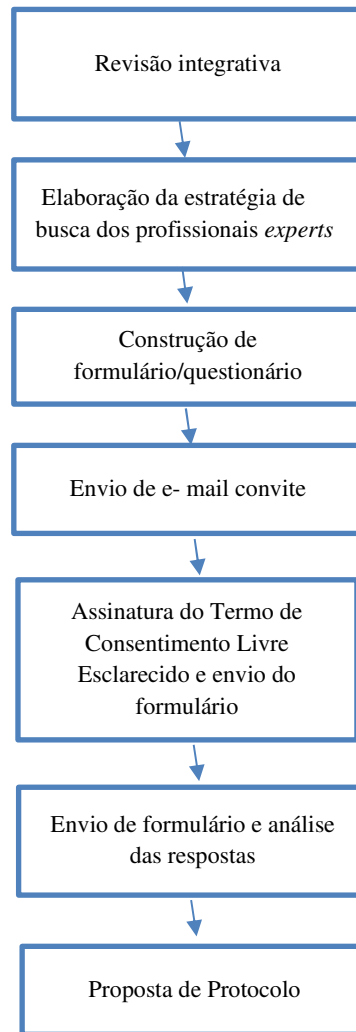 Revisão integrativa
Elaboração da estratégia de
busca dos profissionais experts
Construção de
formulário/questionário
Envio de e- mail convite
Assinatura do Termo de
Consentimento Livre
Esclarecido e envio do
formulário
Envio de formulário e análise
das respostas
Proposta de Protocolo